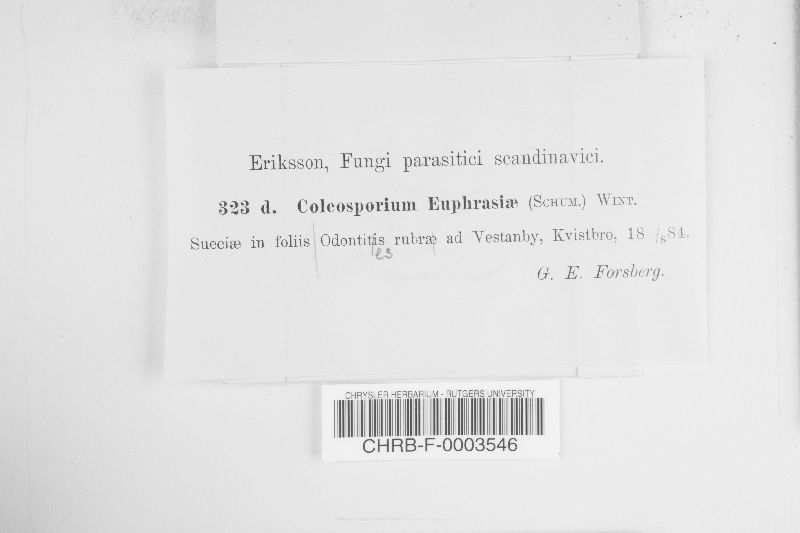 Eriksson, Fungi parasitici scandinavici.
323 d. Coleosporium Euphrasiæ (Schum.) Wint.
Sueciæ in foliis Odontitis rubræ ad Vestanby, Kvistbro, 18 /8 84.
es
G. E. Forsberg.
CHRYSLER HERBARIUM - RUTGERS UNIVERSITY
CHRB-F-0003546